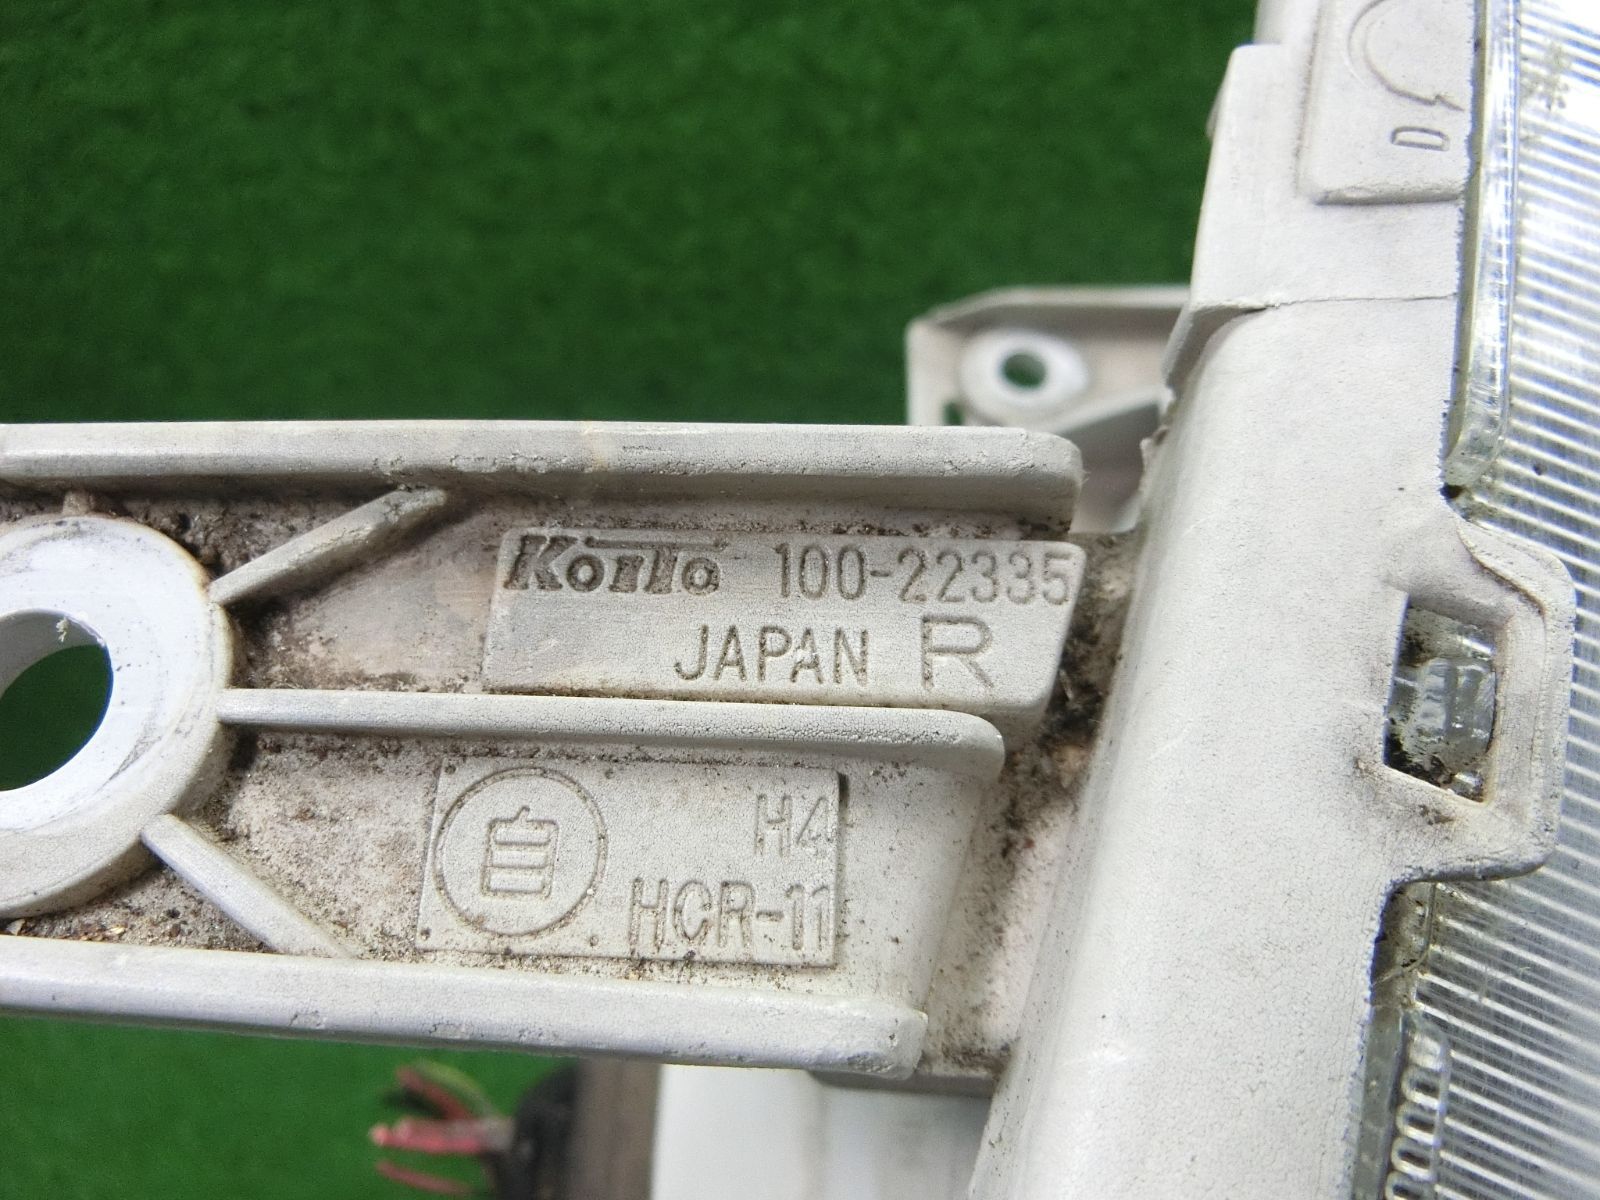 D
Koito 100-22335
JAPAN R
自 H4
HCR-11